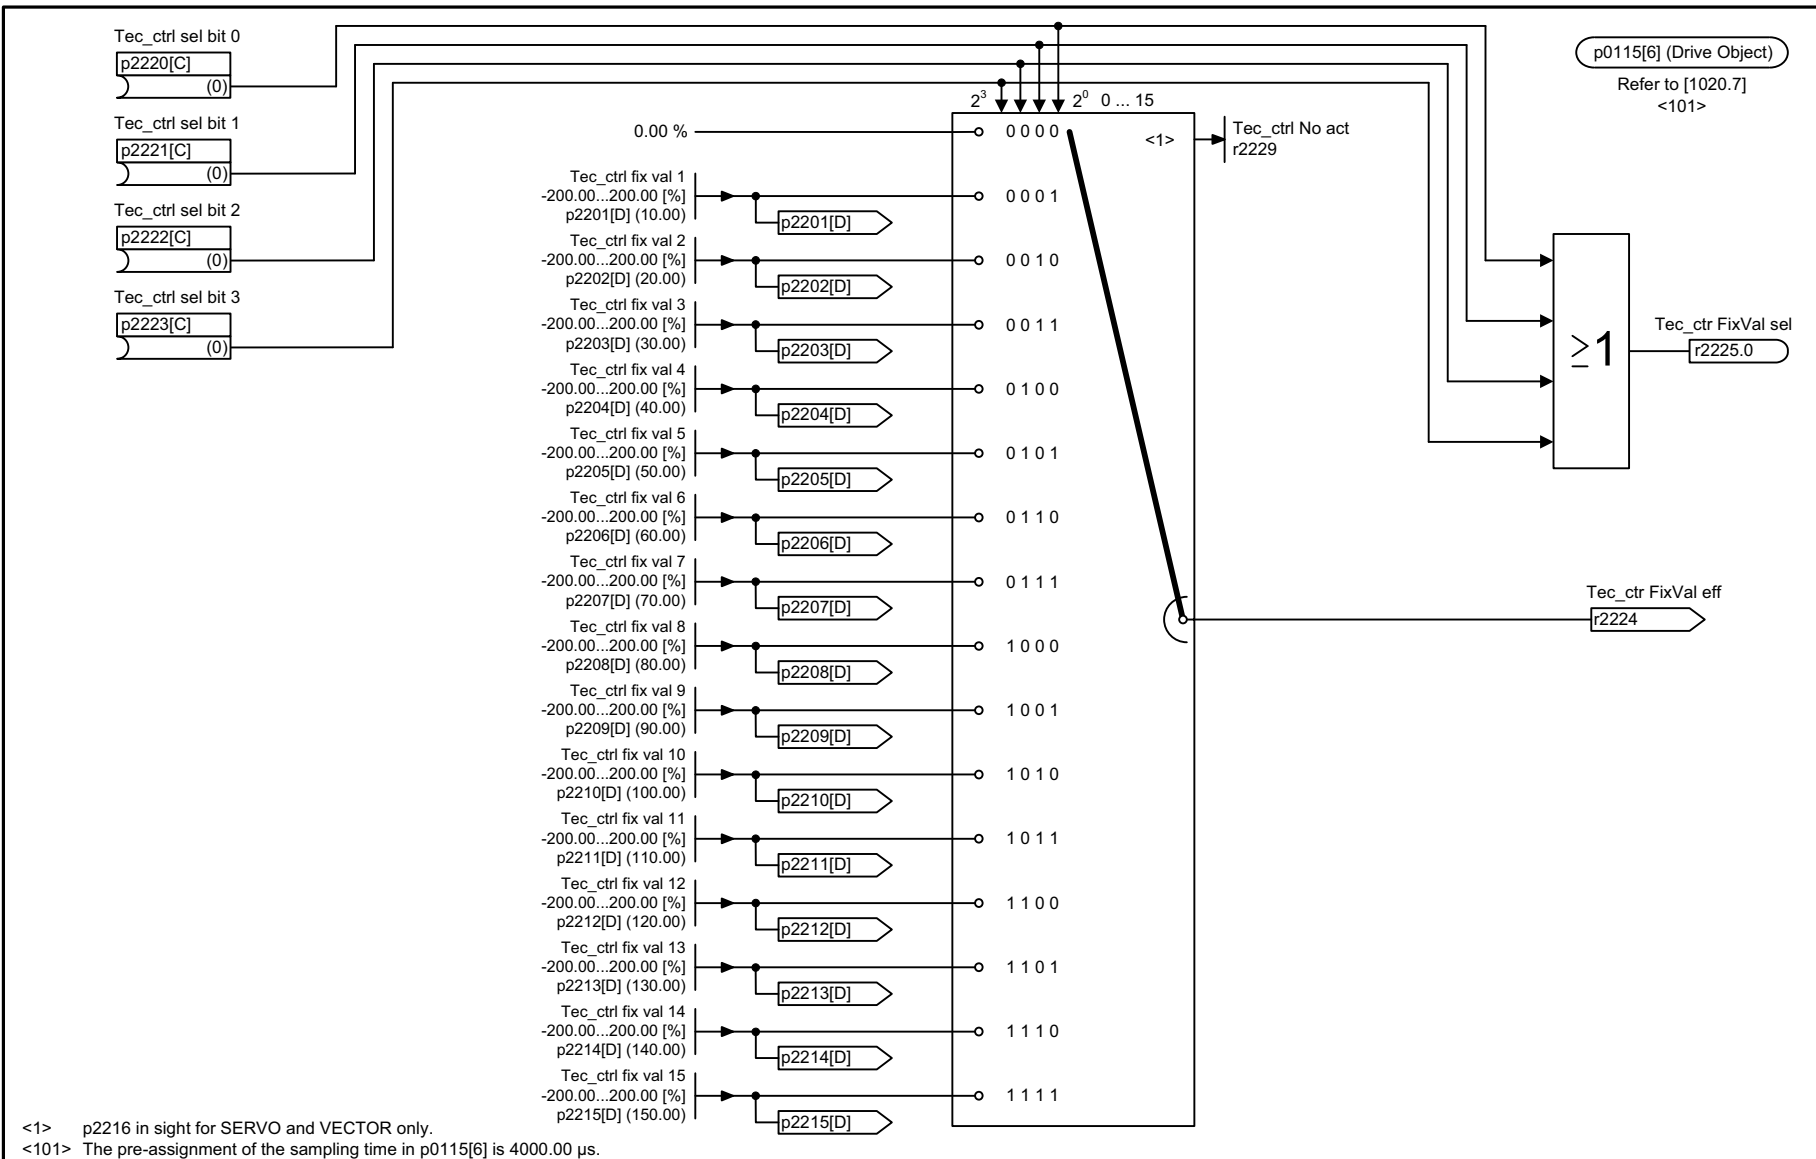 Tec_ctrl sel bit 0
p2220[C]
(0)
Tec_ctrl sel bit 1
p2221[C]
(0)
Tec_ctrl sel bit 2
p2222[C]
(0)
Tec_ctrl sel bit 3
p2223[C]
(0)
p0115[6] (Drive Object)
Refer to [1020.7]
<101>
2³ 2⁰ 0 ... 15
0.00 % 0 0 0 0
<1>
Tec_ctrl No act
r2229
Tec_ctrl fix val 1
-200.00...200.00 [%] 0 0 0 1
p2201[D] (10.00) p2201[D]
Tec_ctrl fix val 2
-200.00...200.00 [%] 0 0 1 0
p2202[D] (20.00) p2202[D]
Tec_ctrl fix val 3
-200.00...200.00 [%] 0 0 1 1
p2203[D] (30.00) p2203[D]
Tec_ctrl fix val 4
-200.00...200.00 [%] 0 1 0 0
p2204[D] (40.00) p2204[D]
Tec_ctrl fix val 5
-200.00...200.00 [%] 0 1 0 1
p2205[D] (50.00) p2205[D]
Tec_ctrl fix val 6
-200.00...200.00 [%] 0 1 1 0
p2206[D] (60.00) p2206[D]
Tec_ctrl fix val 7
-200.00...200.00 [%] 0 1 1 1
p2207[D] (70.00) p2207[D]
Tec_ctrl fix val 8
-200.00...200.00 [%] 1 0 0 0
p2208[D] (80.00) p2208[D]
Tec_ctrl fix val 9
-200.00...200.00 [%] 1 0 0 1
p2209[D] (90.00) p2209[D]
Tec_ctrl fix val 10
-200.00...200.00 [%] 1 0 1 0
p2210[D] (100.00) p2210[D]
Tec_ctrl fix val 11
-200.00...200.00 [%] 1 0 1 1
p2211[D] (110.00) p2211[D]
Tec_ctrl fix val 12
-200.00...200.00 [%] 1 1 0 0
p2212[D] (120.00) p2212[D]
Tec_ctrl fix val 13
-200.00...200.00 [%] 1 1 0 1
p2213[D] (130.00) p2213[D]
Tec_ctrl fix val 14
-200.00...200.00 [%] 1 1 1 0
p2214[D] (140.00) p2214[D]
Tec_ctrl fix val 15
-200.00...200.00 [%] 1 1 1 1
p2215[D] (150.00) p2215[D]
≥1
Tec_ctr FixVal sel
r2225.0
Tec_ctr FixVal eff
r2224
<1> p2216 in sight for SERVO and VECTOR only.
<101> The pre-assignment of the sampling time in p0115[6] is 4000.00 µs.